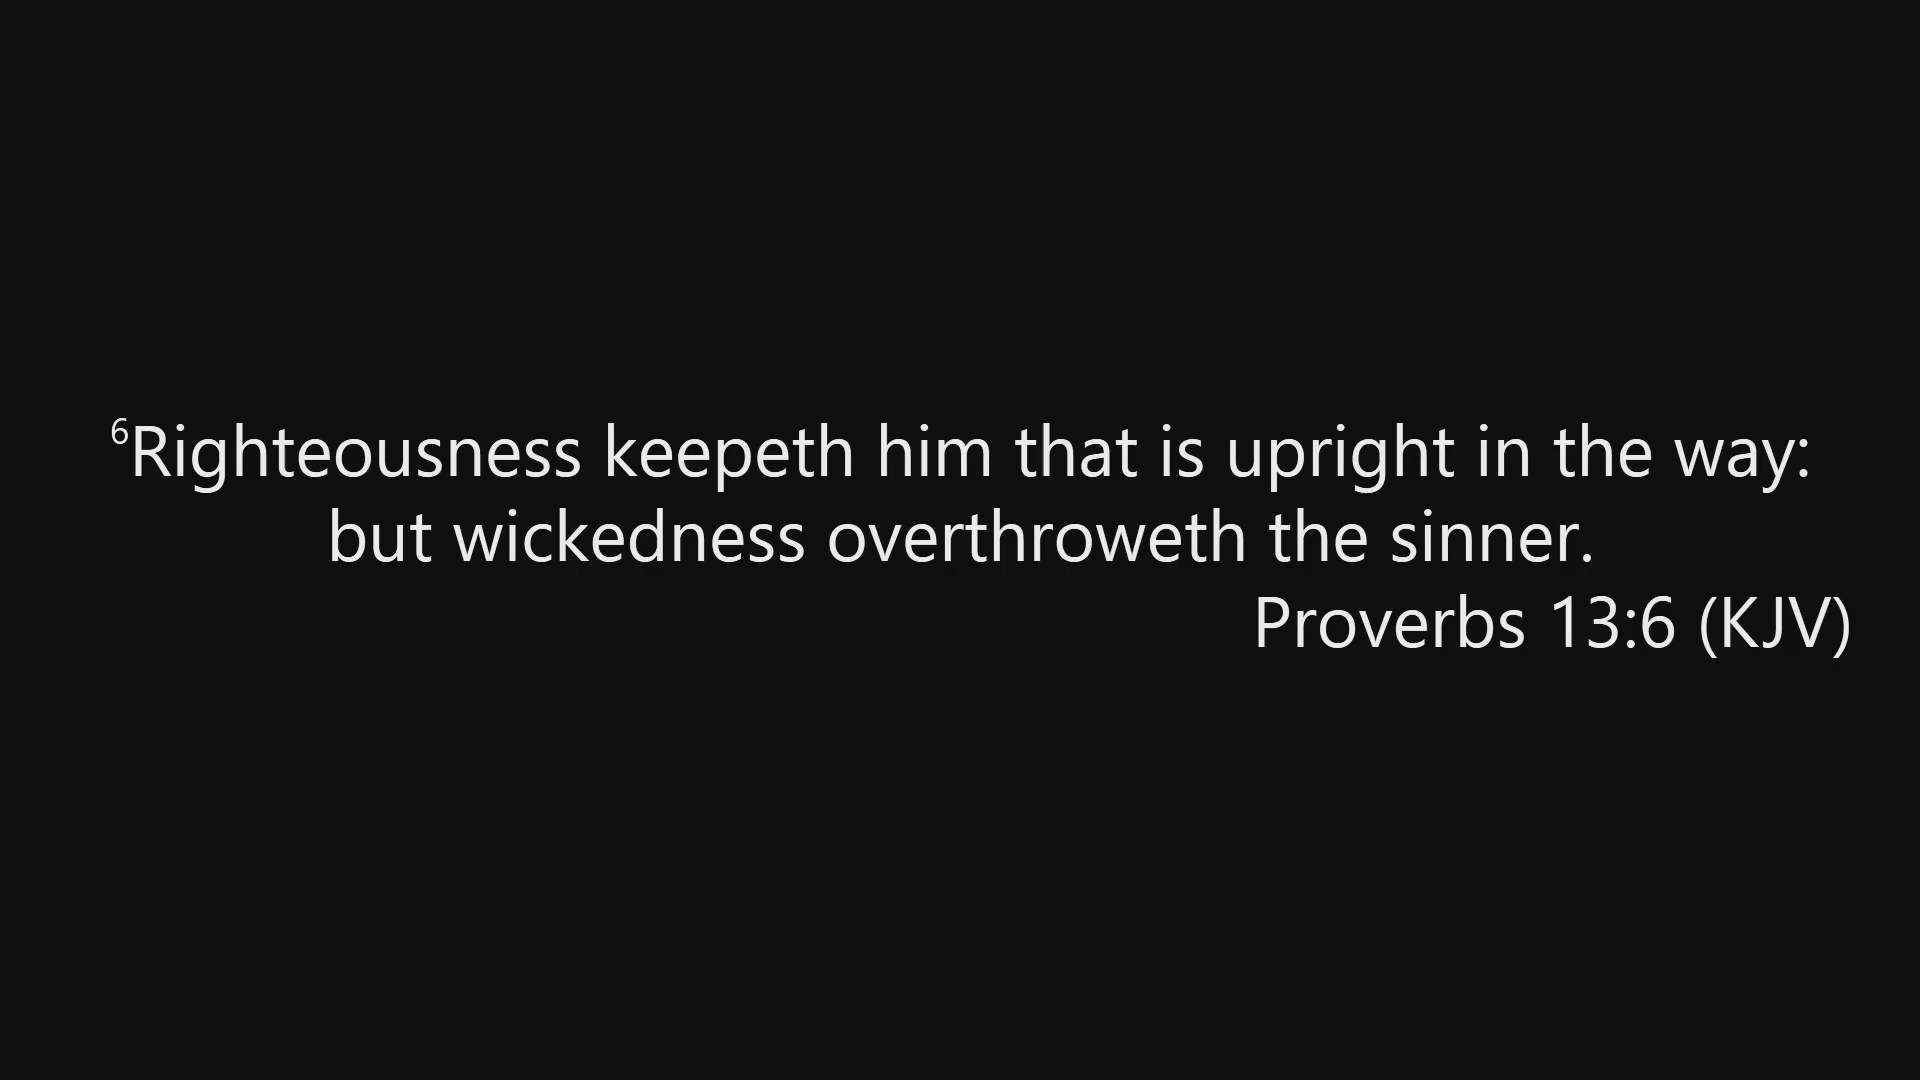 ⁶Righteousness keepeth him that is upright in the way:
but wickedness overthroweth the sinner.
Proverbs 13:6 (KJV)